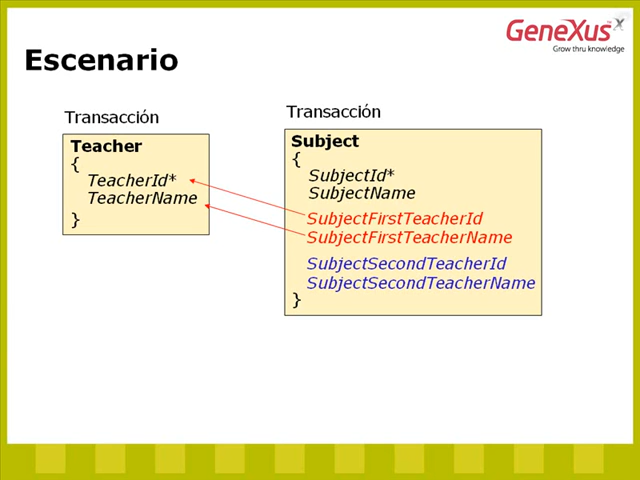 GeneXus X
Grow thru knowledge
Escenario
Transacción
Teacher
{
TeacherId*
TeacherName
}
Transacción
Subject
{
SubjectId*
SubjectName
SubjectFirstTeacherId
SubjectFirstTeacherName
SubjectSecondTeacherId
SubjectSecondTeacherName
}